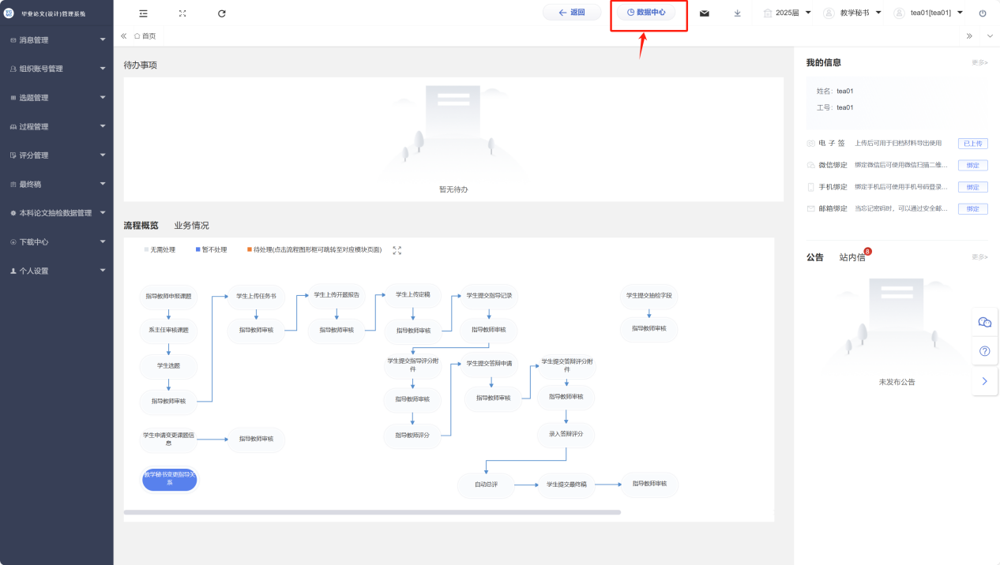 毕业论文(设计)管理系统
返回
数据中心
2025届
教学秘书
tea01[tea01]
首页
消息管理
组织账号管理
选题管理
过程管理
评分管理
最终稿
本科论文抽检数据管理
下载中心
个人设置
待办事项
暂无待办
流程概览
业务情况
无需处理
暂不处理
待处理(点击流程图形框可跳转至对应模块页面)
指导教师申报课题
学生上传任务书
学生上传开题报告
学生上传定稿
学生提交指导记录
学生提交抽检字段
系主任审核课题
指导教师审核
指导教师审核
指导教师审核
指导教师审核
指导教师审核
学生选题
学生提交指导评分附
件
学生提交答辩申请
学生提交答辩评分附
件
指导教师审核
指导教师审核
指导教师审核
指导教师审核
学生申请变更课题信
息
指导教师审核
指导教师评分
录入答辩评分
教学秘书变更指导关
系
自动总评
学生提交最终稿
指导教师审核
我的信息
更多>
姓名: tea01
工号: tea01
电 子 签
上传后可用于归档材料导出使用
已上传
微信绑定
绑定微信后可使用微信扫描二维...
绑定
手机绑定
绑定手机后可使用手机号码登录...
绑定
邮箱绑定
当忘记密码时，可以通过安全邮...
绑定
公告
站内信
8
更多>
未发布公告